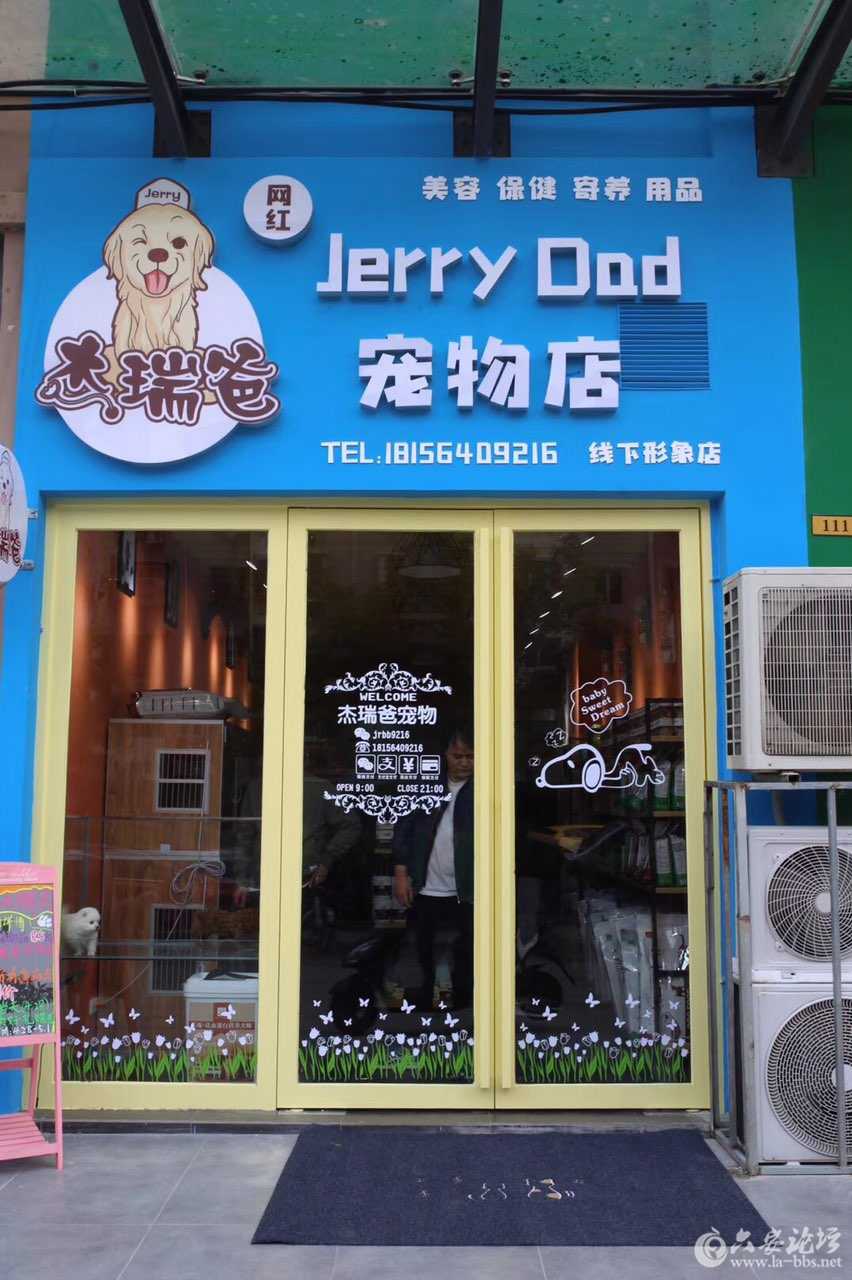 Jerry
网红
美容 保健 寄养 用品
Jerry Dad
杰瑞爸
宠物店
TEL:18156409216 线下形象店
111
WELCOME
杰瑞爸宠物
jrbb9216
18156409216
OPEN 9:00 CLOSE 21:00
baby
Sweet
Dream
zzz
z
六安论坛
www.la-bbs.net